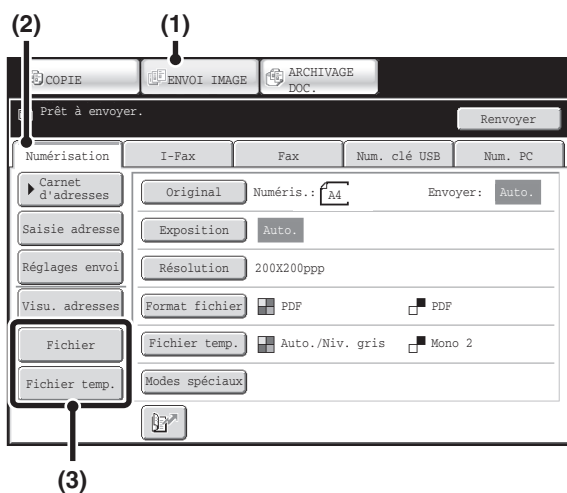 (2) (1)
COPIE ENVOI IMAGE ARCHIVAGE DOC.
Prêt à envoyer. Renvoyer
Numérisation I-Fax Fax Num. clé USB Num. PC
Carnet d'adresses Original Numéris.: A4 Envoyer: Auto.
Saisie adresse Exposition Auto.
Réglages envoi Résolution 200X200ppp
Visu. adresses Format fichier PDF PDF
Fichier Fichier temp. Auto./Niv. gris Mono 2
Fichier temp. Modes spéciaux
(3)